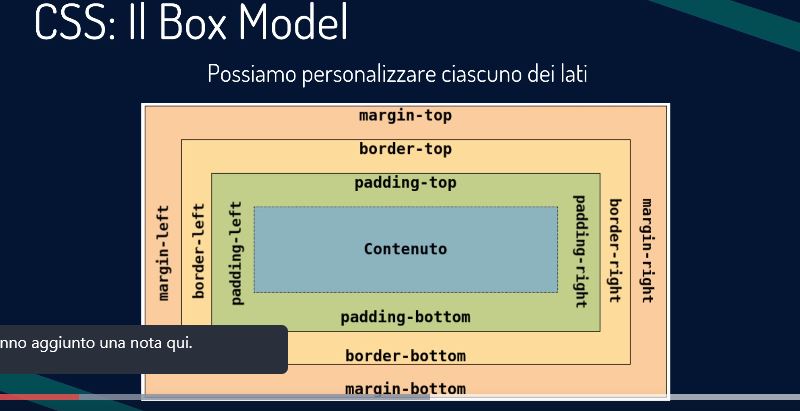 CSS: Il Box Model
Possiamo personalizzare ciascuno dei lati
margin-top
border-top
padding-top
margin-left
border-left
padding-left
Contenuto
padding-right
border-right
margin-right
padding-bottom
nno aggiunto una nota qui.
border-bottom
margin-bottom